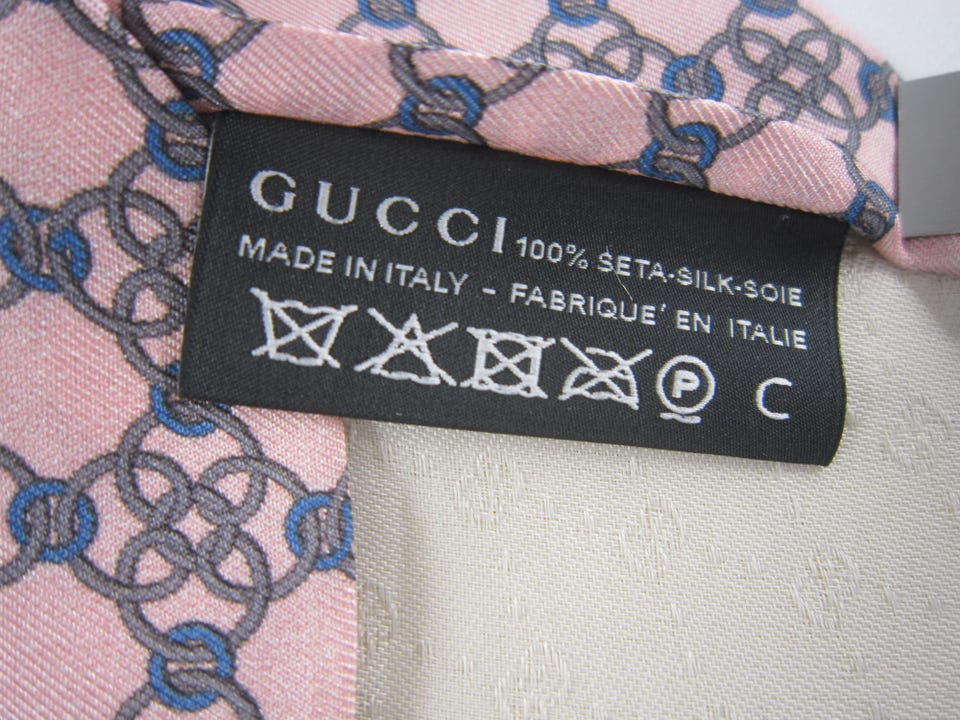 GUCCI 100% SETA-SILK-SOIE
MADE IN ITALY - FABRIQUE' EN ITALIE
P C